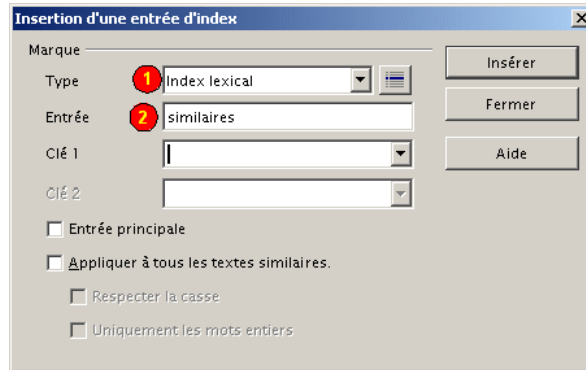 Insertion d'une entrée d'index
Marque
Type
1
Index lexical
Insérer
Entrée
2
similaires
Fermer
Clé 1
Aide
Clé 2
Entrée principale
Appliquer à tous les textes similaires.
Respecter la casse
Uniquement les mots entiers